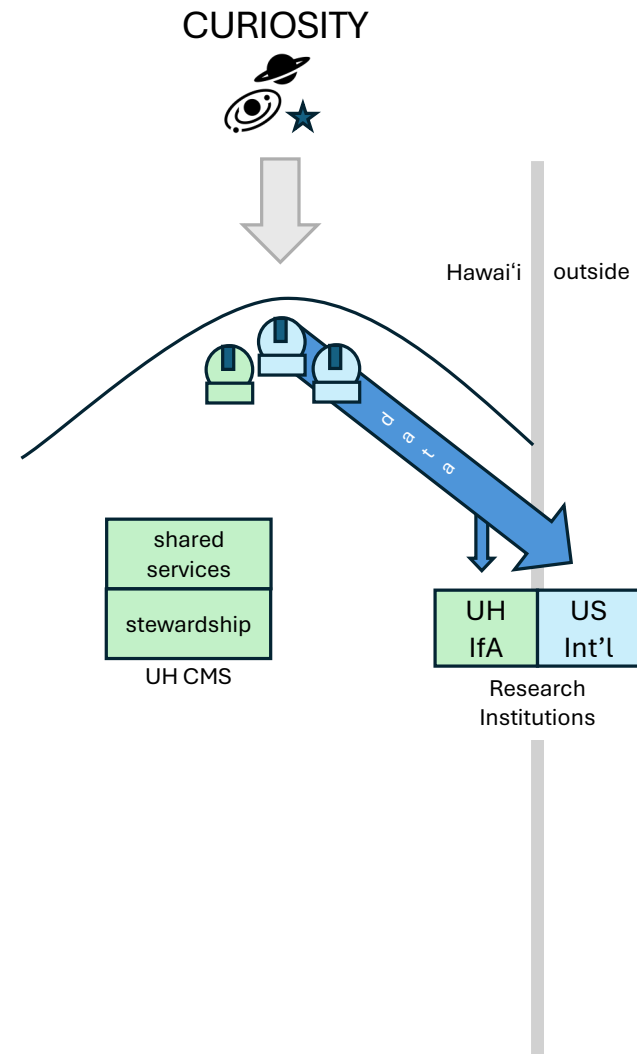 CURIOSITY
Hawaiʻi
outside
data
shared
services
stewardship
UH CMS
UH
IfA
US
Int’l
Research
Institutions